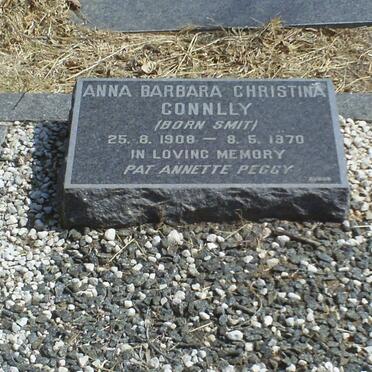 ANNA BARBARA CHRISTINA
CONNLLY
(BORN SMIT)
25. 8. 1908 — 8. 5. 1970
IN LOVING MEMORY
PAT ANNETTE PEGGY